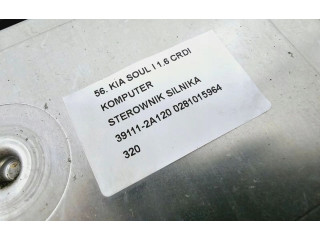 56. KIA SOUL I 1.6 CRDI
KOMPUTER
STEROWNIK SILNIKA
39111-2A120 0281015964
320